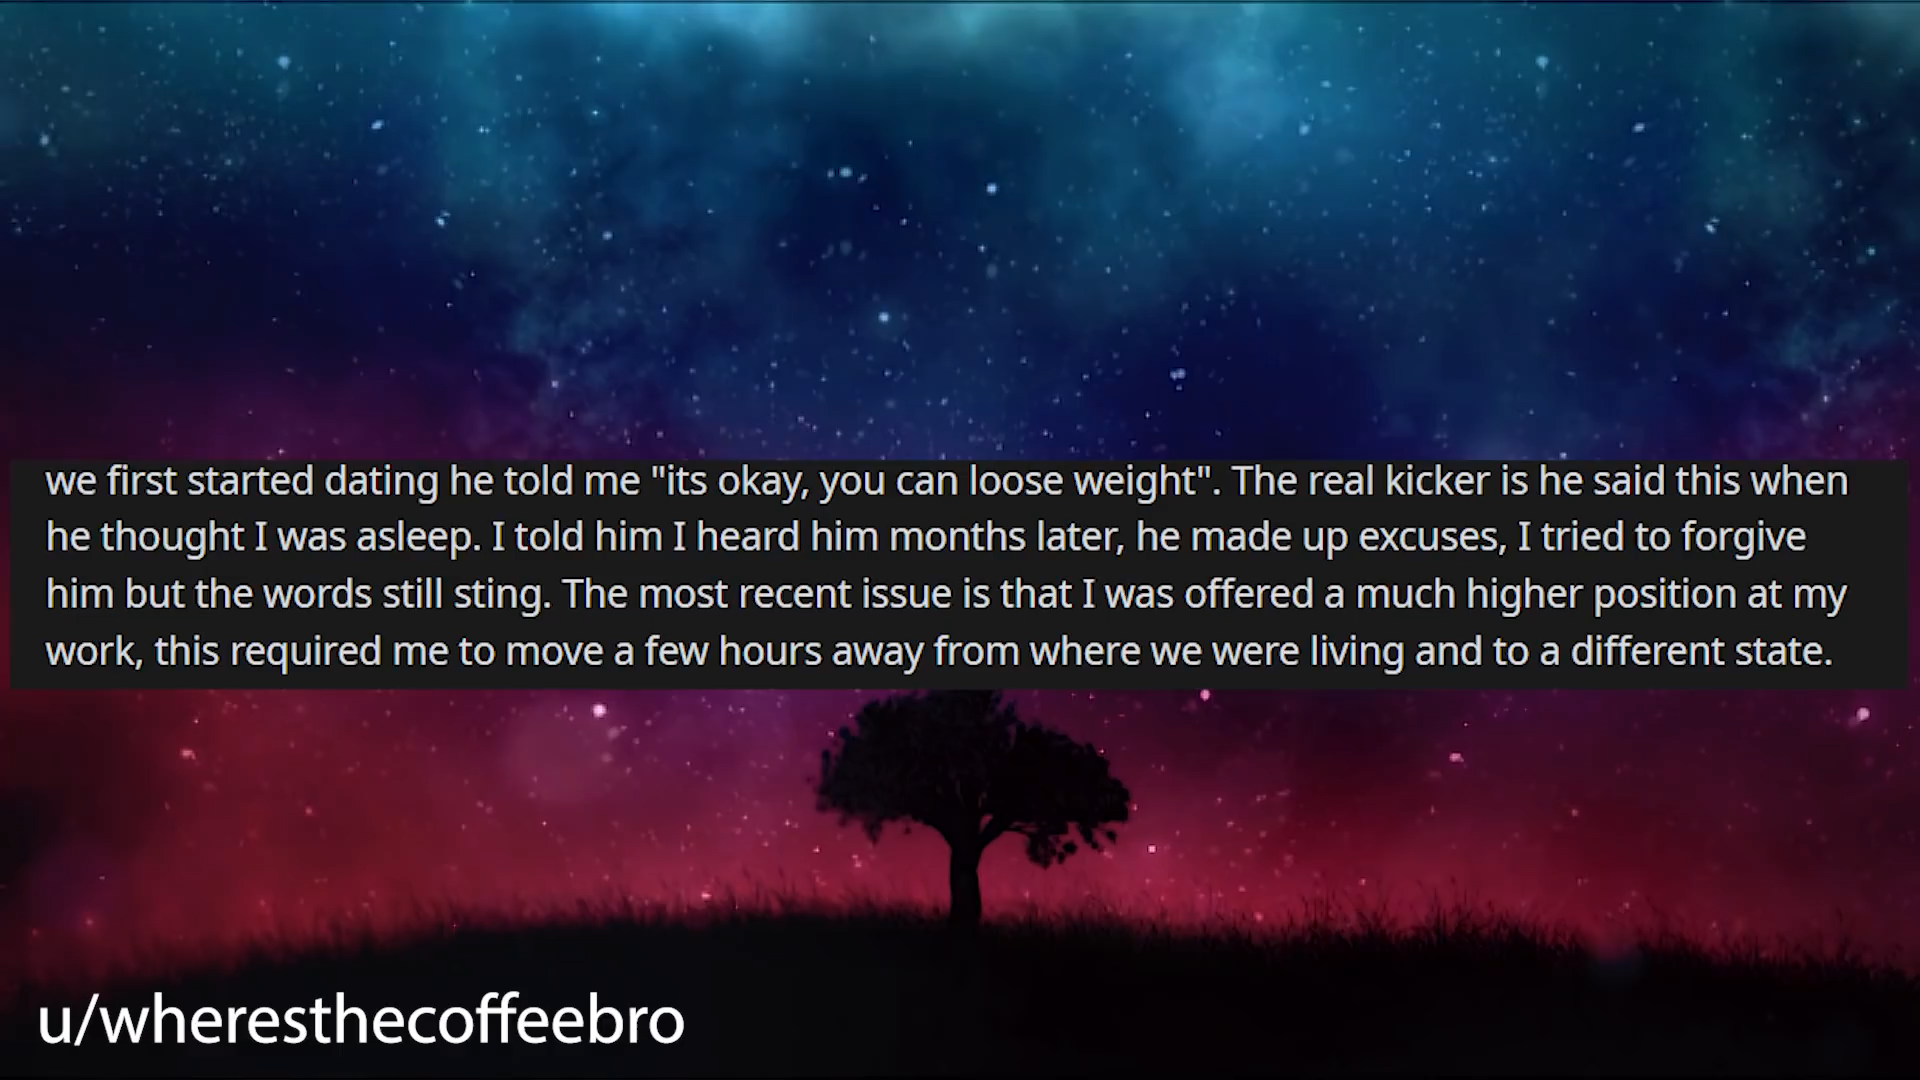 we first started dating he told me "its okay, you can loose weight". The real kicker is he said this when
he thought I was asleep. I told him I heard him months later, he made up excuses, I tried to forgive
him but the words still sting. The most recent issue is that I was offered a much higher position at my
work, this required me to move a few hours away from where we were living and to a different state.
u/wheresthecoffeebro